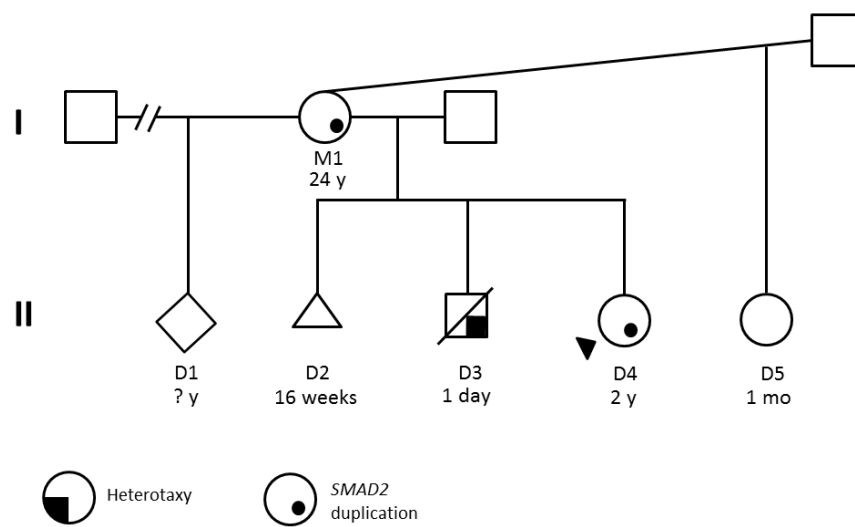 I
M1
24 y
II
D1
? y
D2
16 weeks
D3
1 day
D4
2 y
D5
1 mo
Heterotaxy
SMAD2
duplication